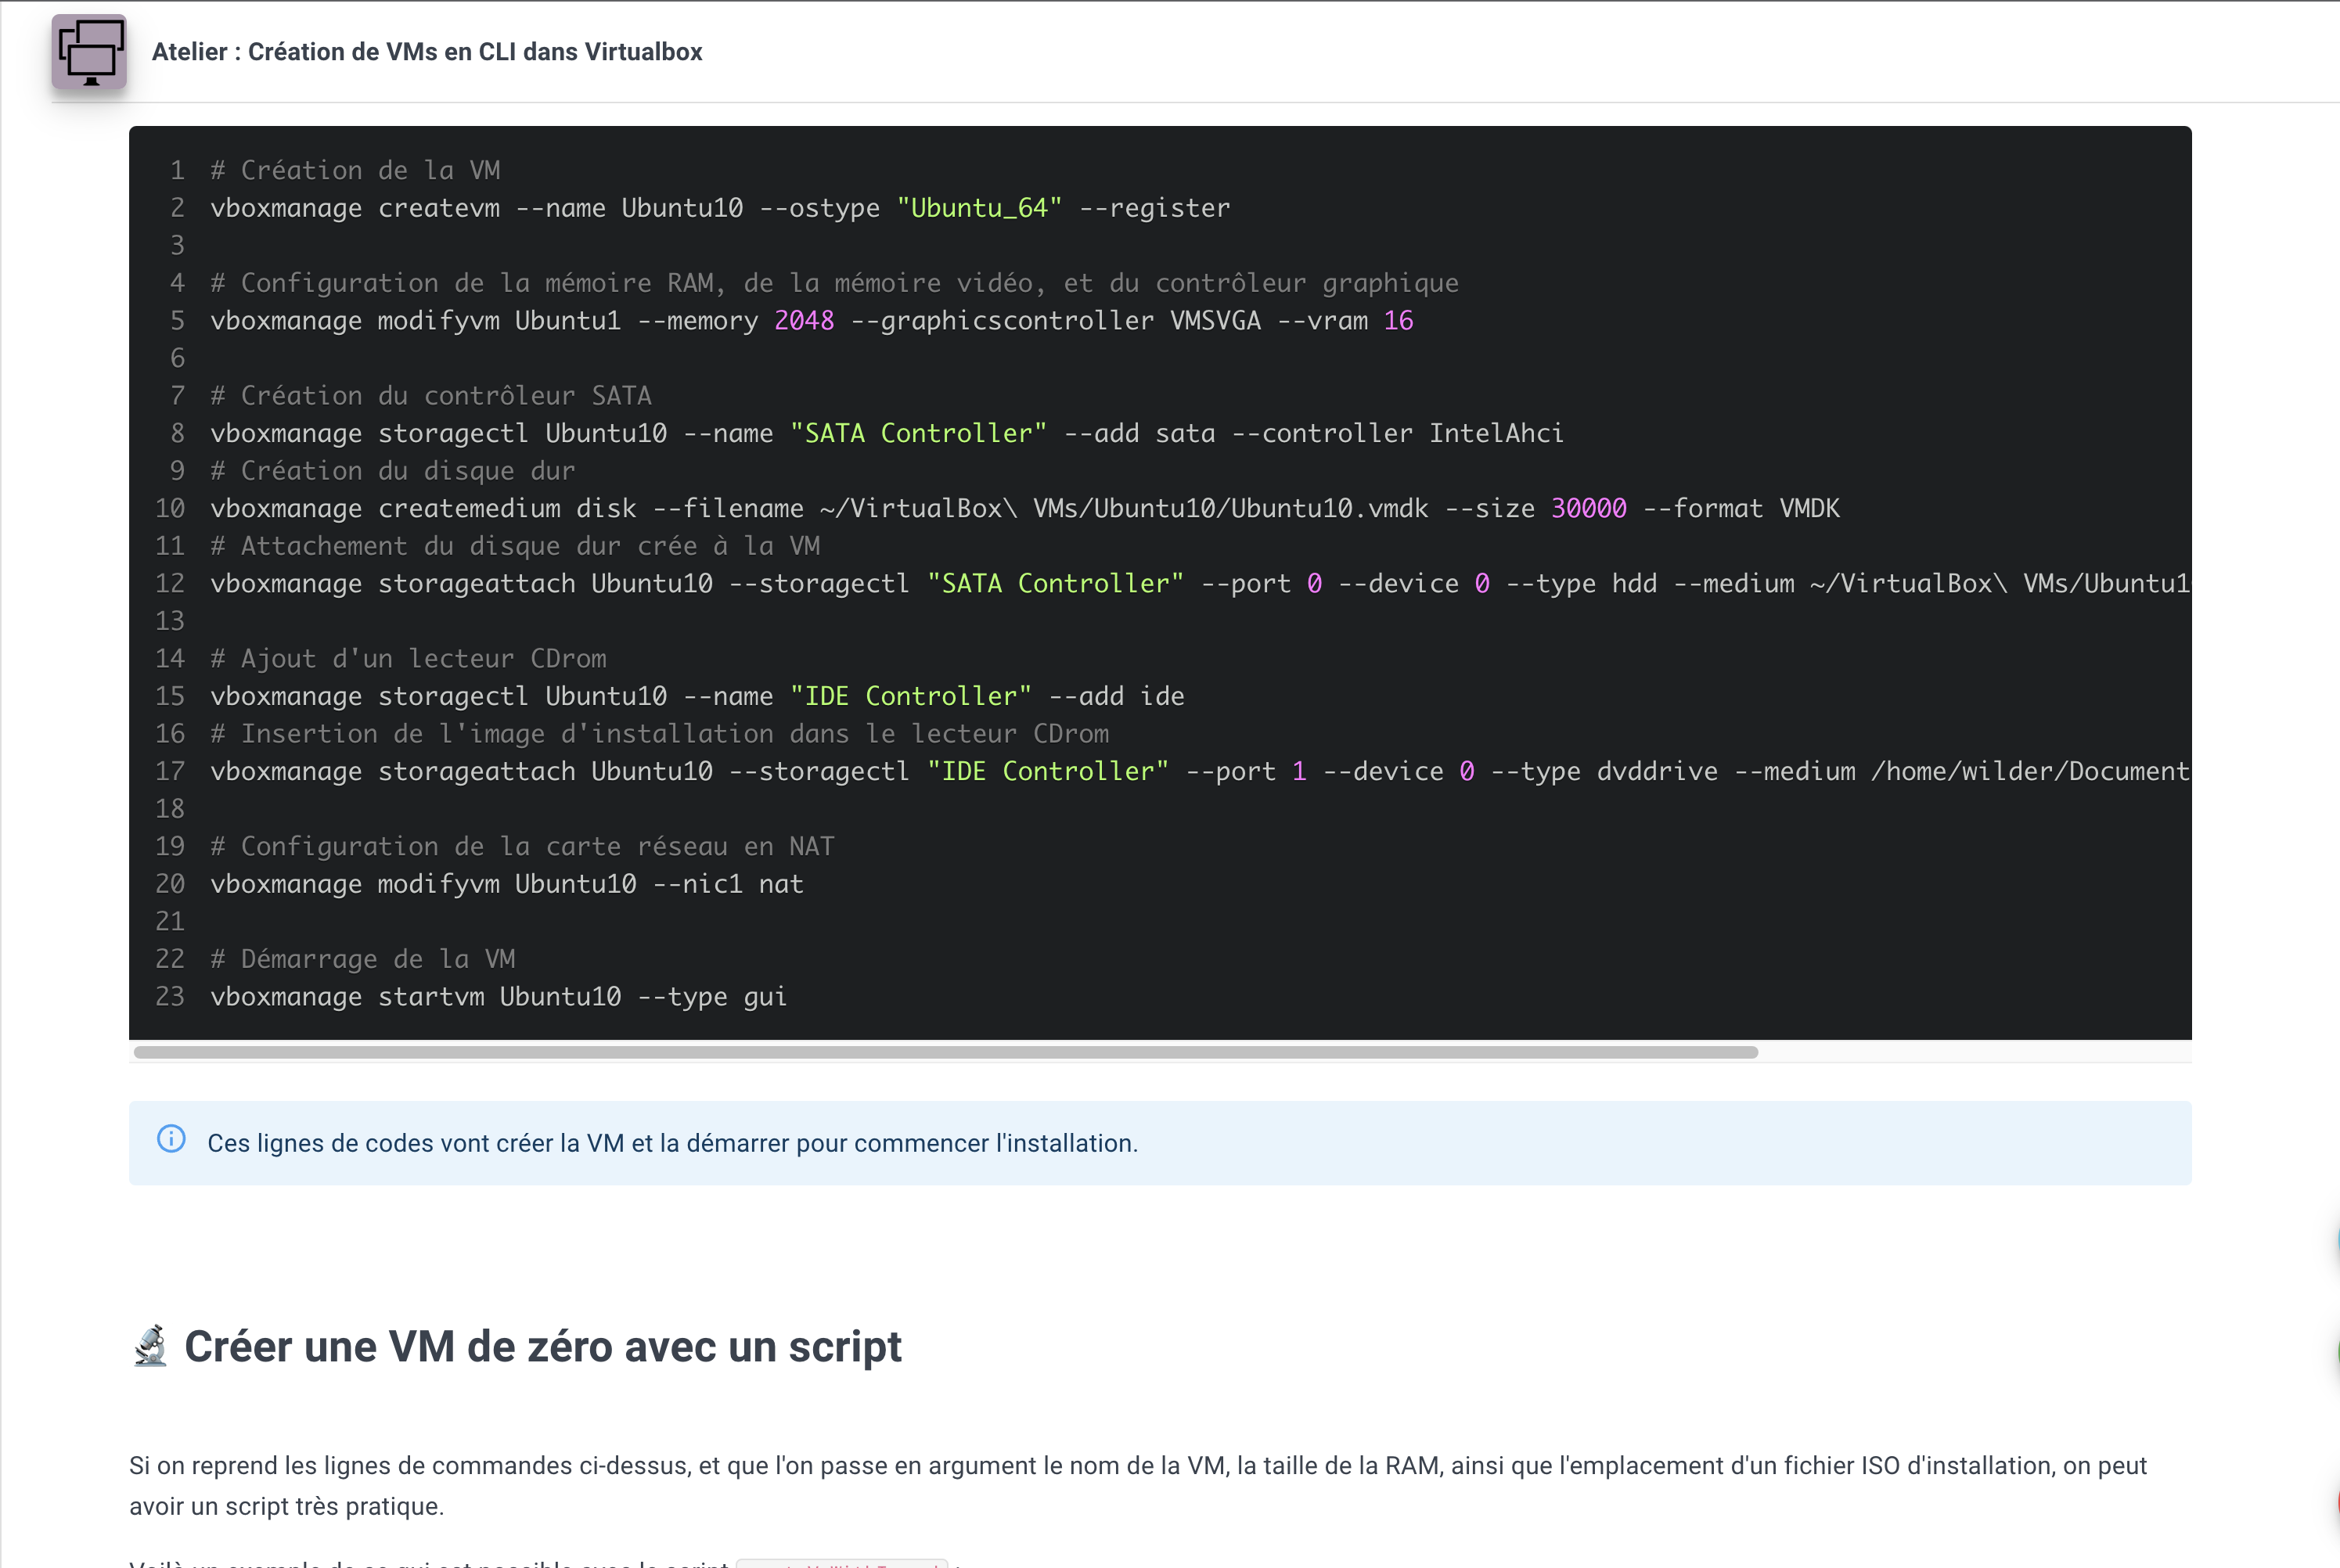 Atelier : Création de VMs en CLI dans Virtualbox
1 # Création de la VM
2 vboxmanage createvm --name Ubuntu10 --ostype "Ubuntu_64" --register
3
4 # Configuration de la mémoire RAM, de la mémoire vidéo, et du contrôleur graphique
5 vboxmanage modifyvm Ubuntu1 --memory 2048 --graphicscontroller VMSVGA --vram 16
6
7 # Création du contrôleur SATA
8 vboxmanage storagectl Ubuntu10 --name "SATA Controller" --add sata --controller IntelAhci
9 # Création du disque dur
10 vboxmanage createmedium disk --filename ~/VirtualBox\ VMs/Ubuntu10/Ubuntu10.vmdk --size 30000 --format VMDK
11 # Attachement du disque dur crée à la VM
12 vboxmanage storageattach Ubuntu10 --storagectl "SATA Controller" --port 0 --device 0 --type hdd --medium ~/VirtualBox\ VMs/Ubuntu1
13
14 # Ajout d'un lecteur CDrom
15 vboxmanage storagectl Ubuntu10 --name "IDE Controller" --add ide
16 # Insertion de l'image d'installation dans le lecteur CDrom
17 vboxmanage storageattach Ubuntu10 --storagectl "IDE Controller" --port 1 --device 0 --type dvddrive --medium /home/wilder/Document
18
19 # Configuration de la carte réseau en NAT
20 vboxmanage modifyvm Ubuntu10 --nic1 nat
21
22 # Démarrage de la VM
23 vboxmanage startvm Ubuntu10 --type gui
Ces lignes de codes vont créer la VM et la démarrer pour commencer l'installation.
Créer une VM de zéro avec un script
Si on reprend les lignes de commandes ci-dessus, et que l'on passe en argument le nom de la VM, la taille de la RAM, ainsi que l'emplacement d'un fichier ISO d'installation, on peut
avoir un script très pratique.
Voilà un exemple de ce qui est possible avec le script